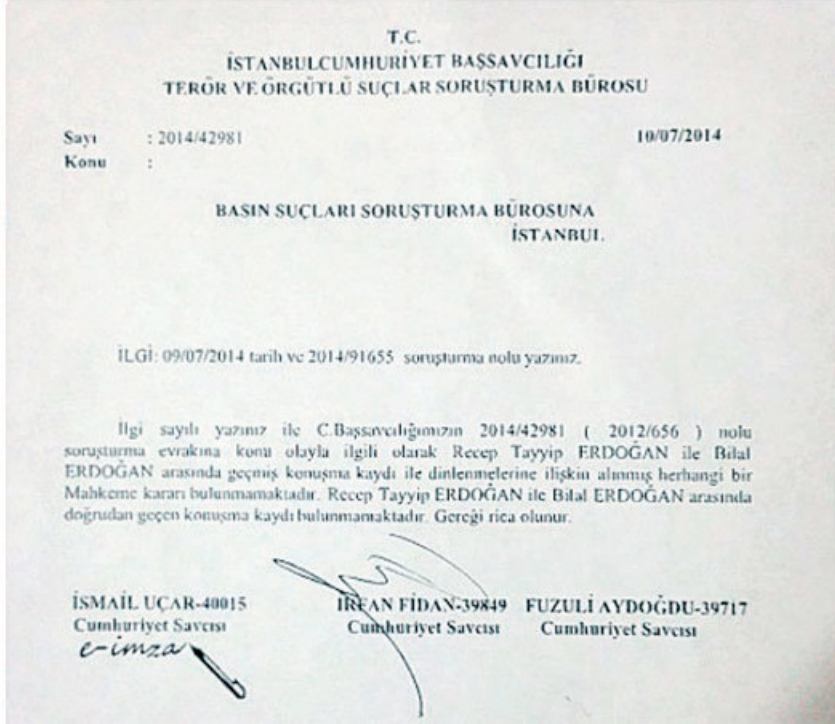 T.C.
İSTANBULCUMHURİYET BAŞSAVCILIĞI
TERÖR VE ÖRGÜTLÜ SUÇLAR SORUŞTURMA BÜROSU
Sayı : 2014/42981 10/07/2014
Konu :
BASIN SUÇLARI SORUŞTURMA BÜROSUNA
İSTANBUL
İLGİ: 09/07/2014 tarih ve 2014/91655 soruşturma nolu yazınız.
İlgi sayılı yazınız ile C.Başsavcılığımızın 2014/42981 ( 2012/656 ) nolu
soruşturma evrakına konu olayla ilgili olarak Recep Tayyip ERDOĞAN ile Bilal
ERDOĞAN arasında geçmiş konuşma kaydı ile dinlenmelerine ilişkin alınmış herhangi bir
Mahkeme kararı bulunmamaktadır. Recep Tayyip ERDOĞAN ile Bilal ERDOĞAN arasında
doğrudan geçen konuşma kaydı bulunmamaktadır. Gereği rica olunur.
İSMAİL UÇAR-40015 İRFAN FİDAN-39849 FUZULİ AYDOĞDU-39717
Cumhuriyet Savcısı Cumhuriyet Savcısı Cumhuriyet Savcısı
e-imza